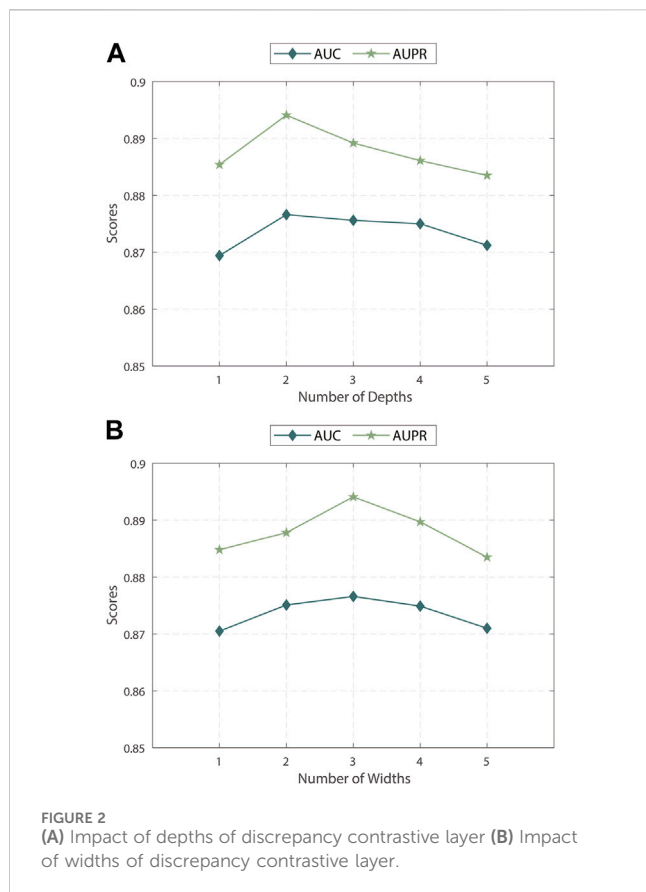 A
AUC AUPR
0.9
0.89
0.88
0.87
0.86
0.85
Scores
1 2 3 4 5
Number of Depths
B
AUC AUPR
0.9
0.89
0.88
0.87
0.86
0.85
Scores
1 2 3 4 5
Number of Widths
FIGURE 2
(A) Impact of depths of discrepancy contrastive layer (B) Impact
of widths of discrepancy contrastive layer.